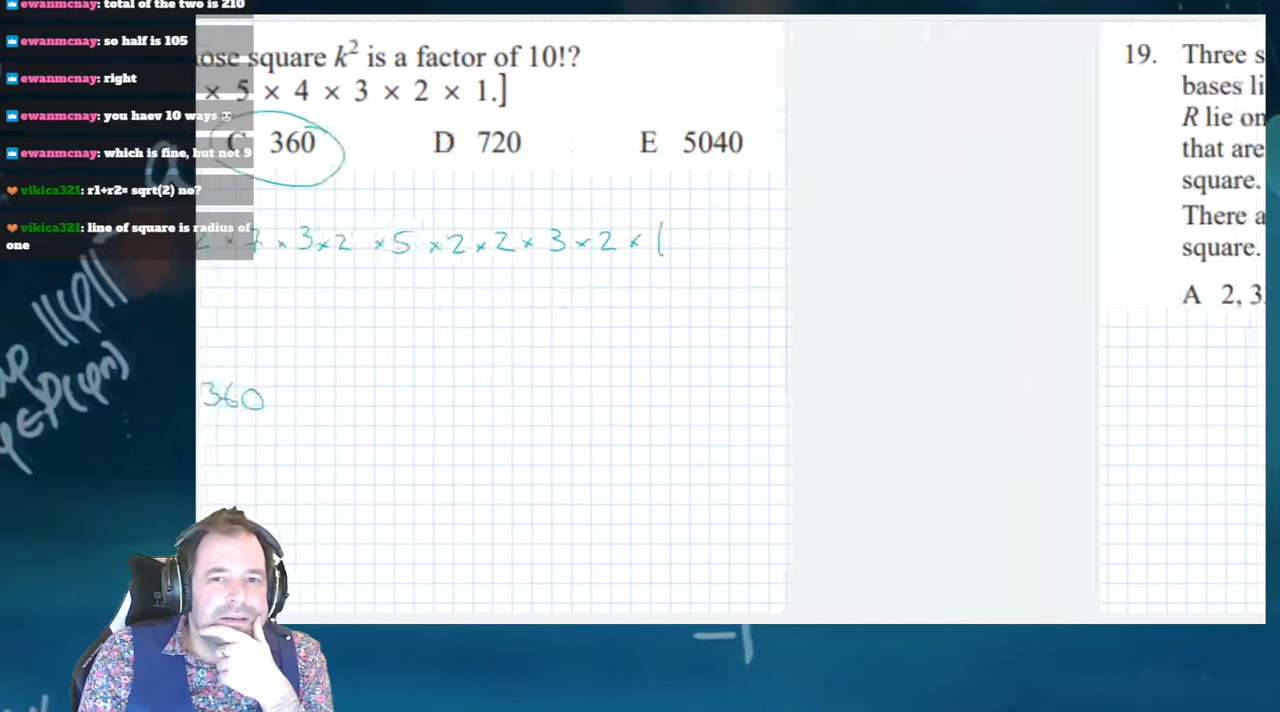 ewanmcnay: total of the two is 210
ewanmcnay: so half is 105
ewanmcnay: right
ewanmcnay: you haev 10 ways
ewanmcnay: which is fine, but not 9
vikica321: r1+r2= sqrt(2) no?
vikica321: line of square is radius of
one
ose square k² is a factor of 10!?
× 5 × 4 × 3 × 2 × 1.]
C 360 D 720 E 5040
7 × 3 × 2 × 5 × 2 × 2 × 3 × 2 × 1
360
19. Three s
bases li
R lie on
that are
square.
There a
square.
A 2, 3
||φ||
φ∈P(φⁿ)
-1